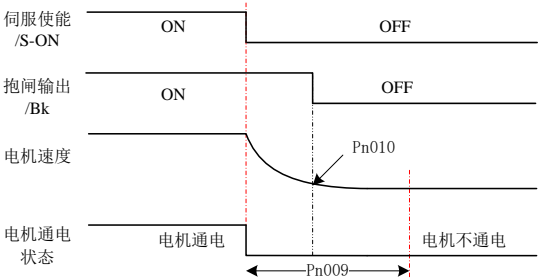 伺服使能
/S-ON
ON
OFF
抱闸输出
/Bk
ON
OFF
电机速度
Pn010
电机通电
状态
电机通电
电机不通电
Pn009